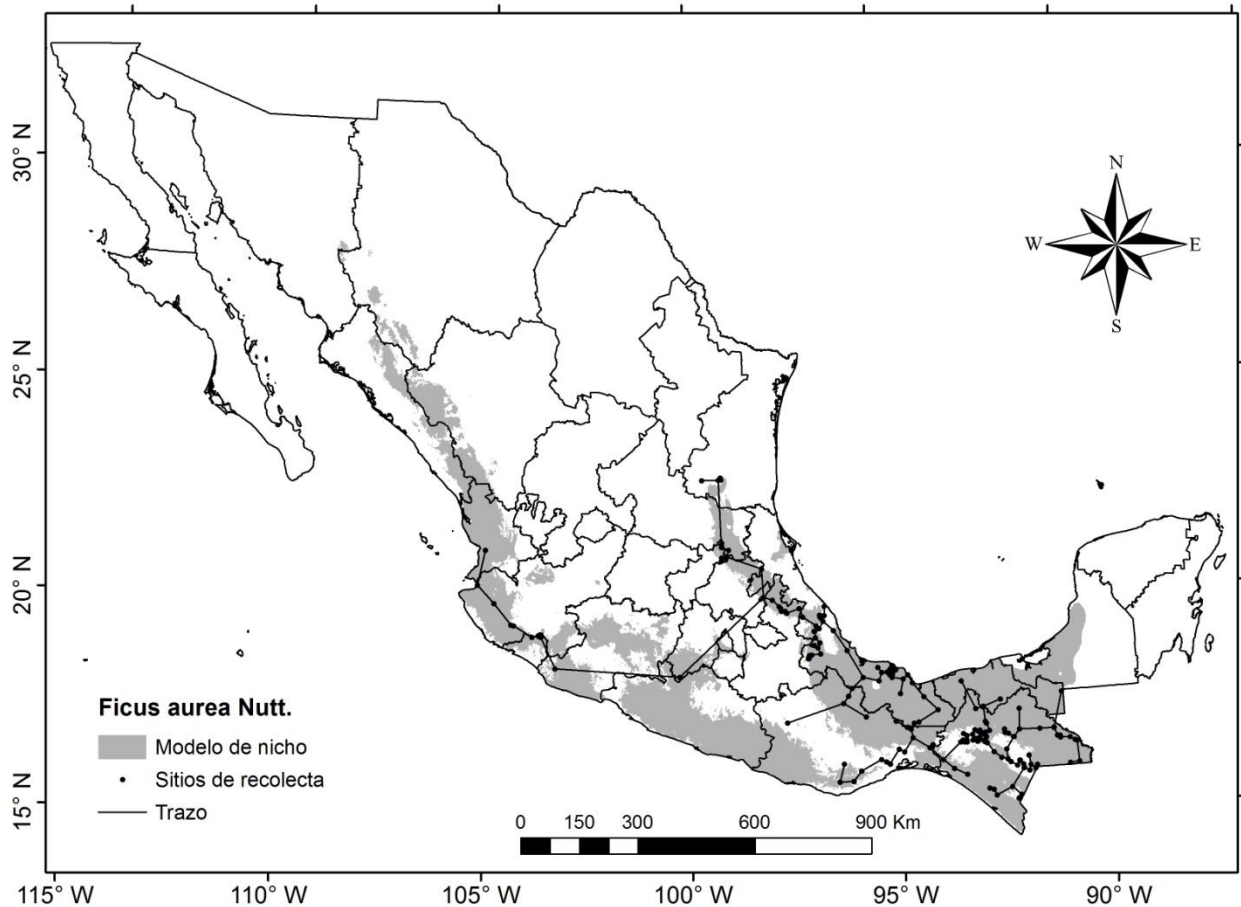 30° N
25° N
20° N
15° N
N
W E
S
Ficus aurea Nutt.
Modelo de nicho
Sitios de recolecta
Trazo
0 150 300 600 900 Km
115° W 110° W 105° W 100° W 95° W 90° W